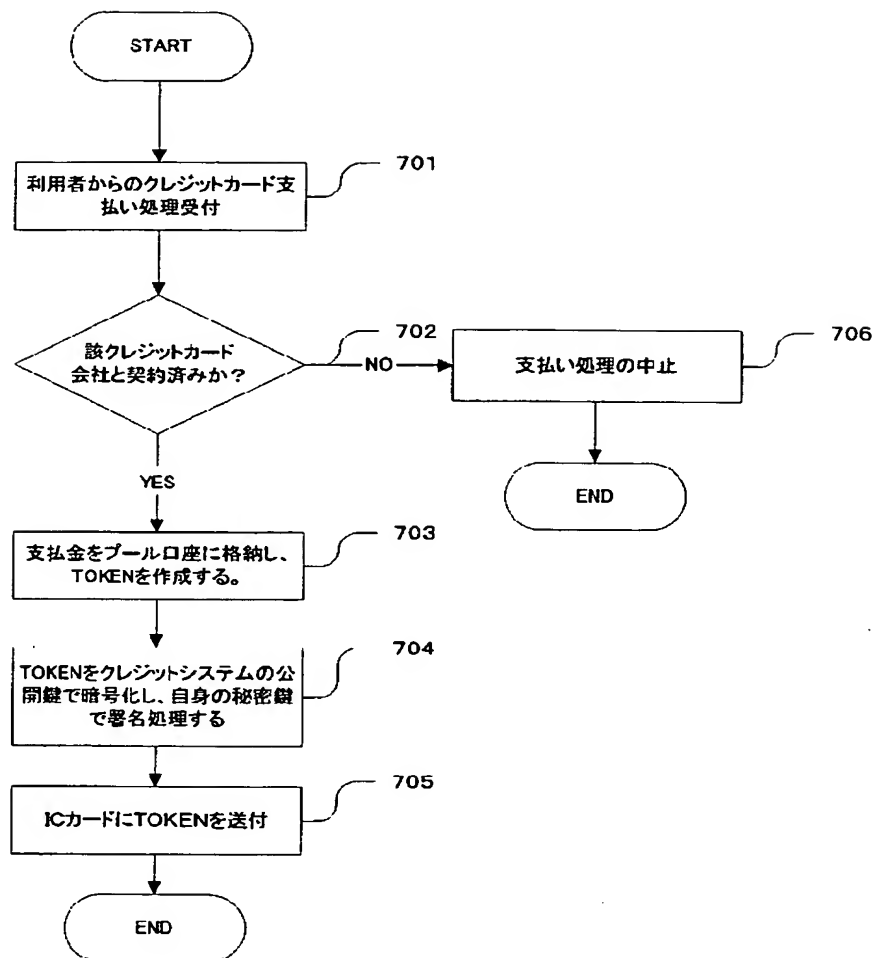 START
701
利用者からのクレジットカード支
払い処理受付
702
該クレジットカード
会社と契約済みか?
NO
706
支払い処理の中止
END
YES
703
支払金をプール口座に格納し、
TOKENを作成する。
704
TOKENをクレジットシステムの公
開鍵で暗号化し、自身の秘密鍵
で署名処理する
705
ICカードにTOKENを送付
END